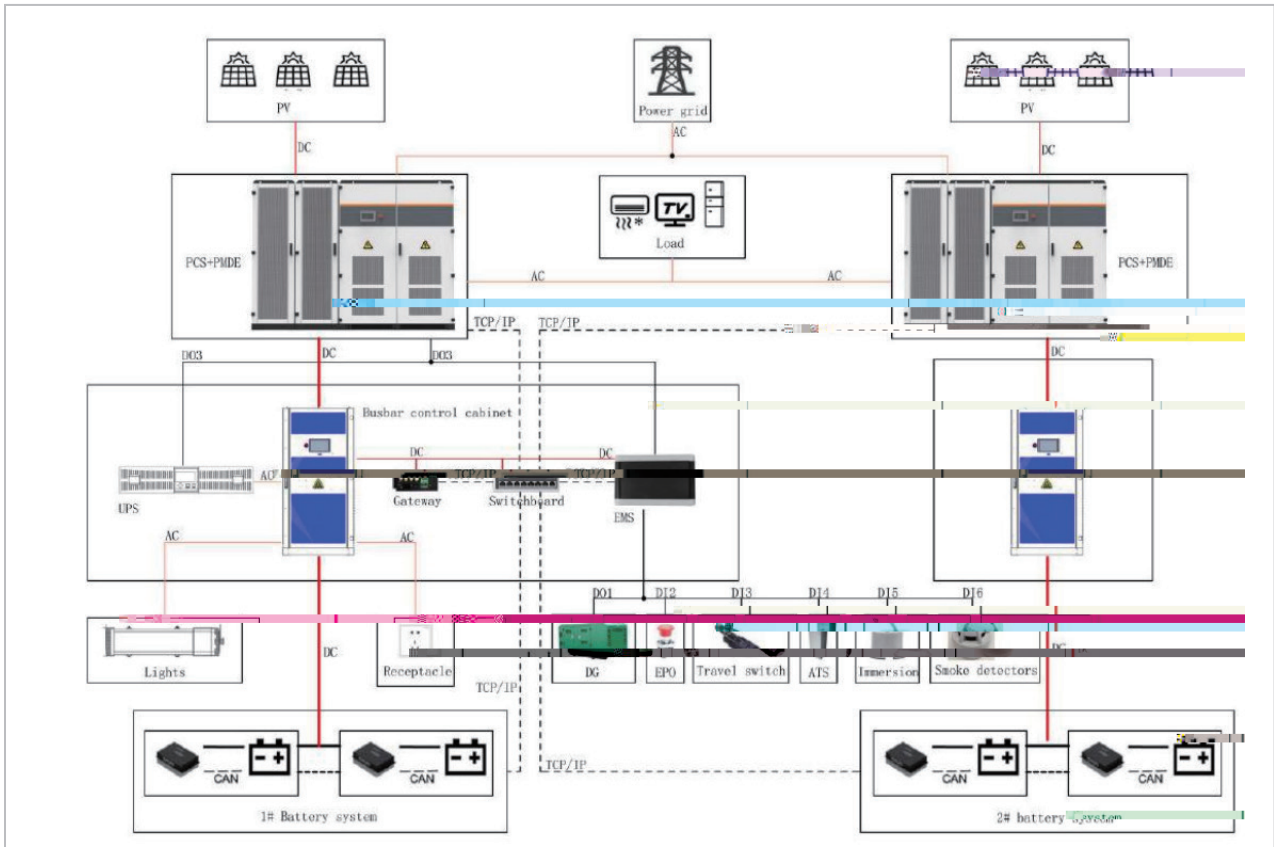 PV
Power grid
PV
DC
AC
DC
TV
Load
PCS+PMDE
PCS+PMDE
AC
AC
TCP/IP
TCP/IP
DO3
DC
DO3
DC
Busbar control cabinet
DC
DC
AC
TCP/IP
TCP/IP
UPS
Gateway
Switchboard
EMS
AC
AC
DO1
DI2
DI3
DI4
DI5
DI6
DC
Lights
Receptacle
DG
EPO
Travel switch
ATS
Immersion
Smoke detectors
TCP/IP
CAN
CAN
TCP/IP
CAN
CAN
1# Battery system
2# battery system